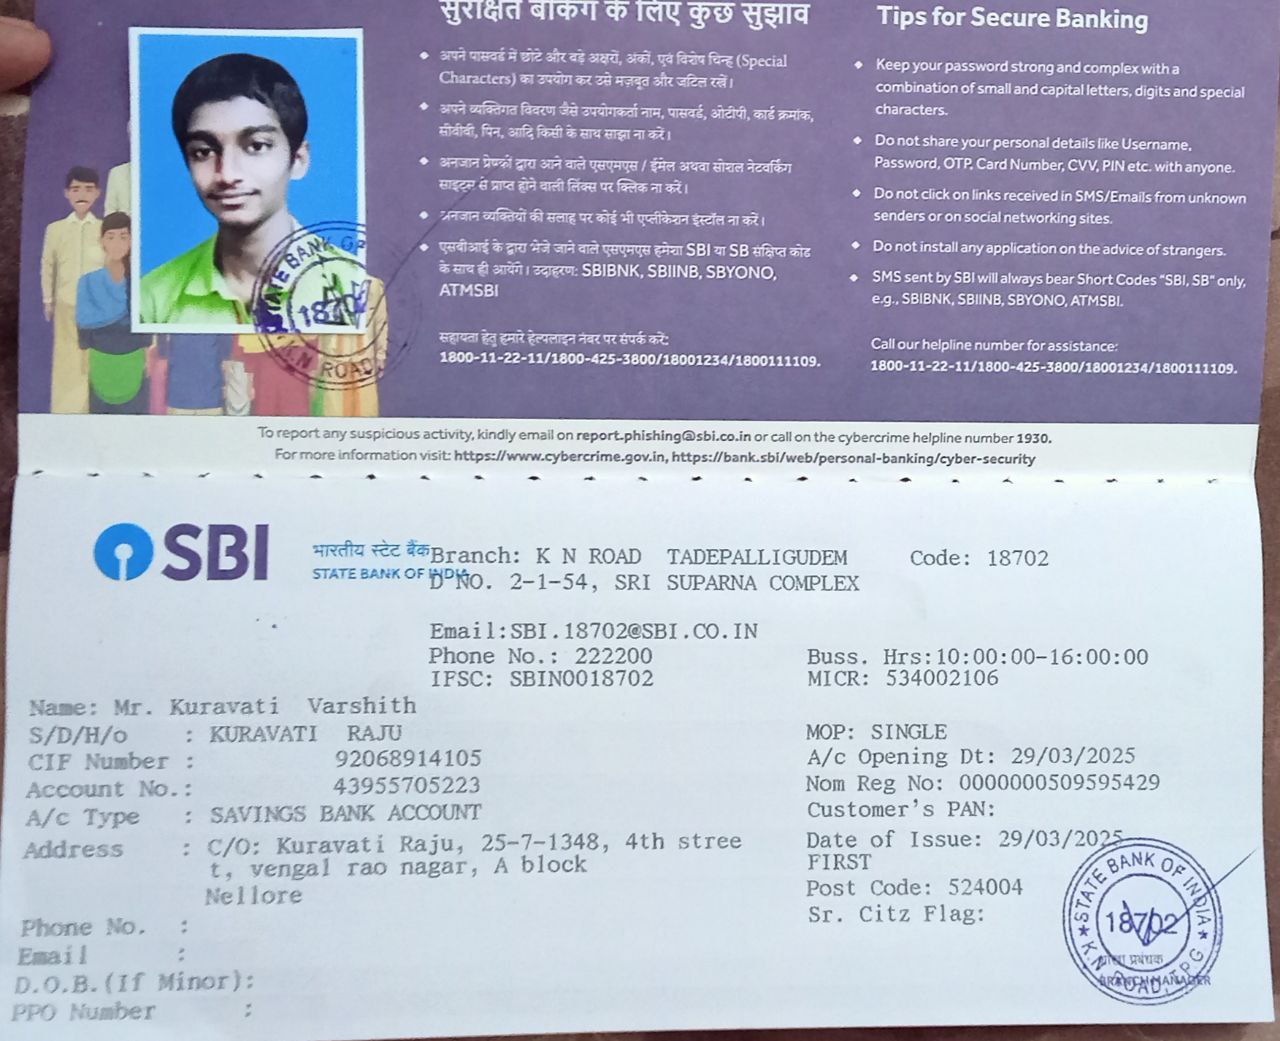 सुरक्षित बैंकिंग के लिए कुछ सुझाव
अपने पासवर्ड में छोटे और बड़े अक्षरों, अंकों, एवं विशेष चिन्ह (Special
Characters) का उपयोग कर उसे मज़बूत और जटिल रखें।
अपने व्यक्तिगत विवरण जैसे उपयोगकर्ता नाम, पासवर्ड, ओटीपी, कार्ड क्रमांक,
सीवीवी, पिन, आदि किसी के साथ साझा ना करें।
अनजान प्रेषकों द्वारा आने वाले एसएमएस / ईमेल अथवा सोशल नेटवर्किंग
साइट्स से प्राप्त होने वाली लिंक्स पर क्लिक ना करें।
अनजान व्यक्तियों की सलाह पर कोई भी एप्लीकेशन इंस्टॉल ना करें।
एसबीआई के द्वारा भेजे जाने वाले एसएमएस हमेशा SBI या SB संक्षिप्त कोड
के साथ ही आयेंगे। उदाहरण: SBIBNK, SBIINB, SBYONO,
ATMSBI
सहायता हेतु हमारे हेल्पलाइन नंबर पर संपर्क करें:
1800-11-22-11/1800-425-3800/18001234/1800111109.
Tips for Secure Banking
Keep your password strong and complex with a
combination of small and capital letters, digits and special
characters.
Do not share your personal details like Username,
Password, OTP, Card Number, CVV, PIN etc. with anyone.
Do not click on links received in SMS/Emails from unknown
senders or on social networking sites.
Do not install any application on the advice of strangers.
SMS sent by SBI will always bear Short Codes "SBI, SB" only,
e.g., SBIBNK, SBIINB, SBYONO, ATMSBI.
Call our helpline number for assistance:
1800-11-22-11/1800-425-3800/18001234/1800111109.
STATE BANK OF
1870
K.N ROAD
To report any suspicious activity, kindly email on report.phishing@sbi.co.in or call on the cybercrime helpline number 1930.
For more information visit: https://www.cybercrime.gov.in, https://bank.sbi/web/personal-banking/cyber-security
SBI
भारतीय स्टेट बैंक
STATE BANK OF INDIA
Branch: K N ROAD TADEPALLIGUDEM Code: 18702
D NO. 2-1-54, SRI SUPARNA COMPLEX
Email:SBI.18702@SBI.CO.IN
Phone No.: 222200 Buss. Hrs:10:00:00-16:00:00
IFSC: SBIN0018702 MICR: 534002106
Name: Mr. Kuravati Varshith
S/D/H/o : KURAVATI RAJU MOP: SINGLE
CIF Number : 92068914105 A/c Opening Dt: 29/03/2025
Account No.: 43955705223 Nom Reg No: 0000000509595429
A/c Type : SAVINGS BANK ACCOUNT Customer's PAN:
Address : C/O: Kuravati Raju, 25-7-1348, 4th stree Date of Issue: 29/03/2025
t, vengal rao nagar, A block FIRST
Nellore Post Code: 524004
Phone No. : Sr. Citz Flag:
Email :
D.O.B.(If Minor):
PPO Number :
STATE BANK OF INDIA
18702
शाखा प्रबंधक
BRANCH MANAGER
K.N ROAD, T.P.G